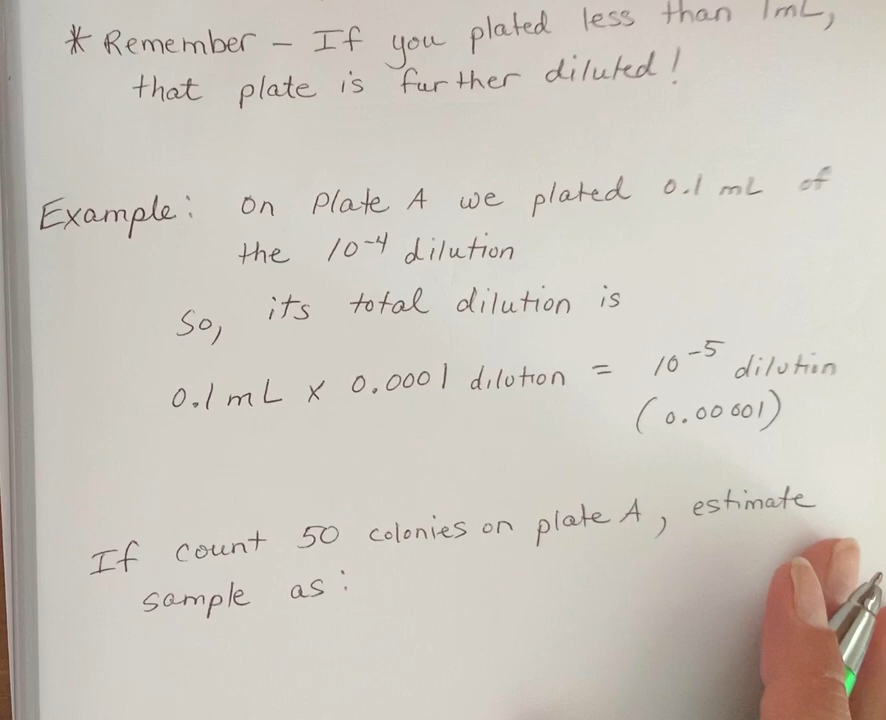 * Remember - If you plated less than 1mL,
that plate is further diluted!
Example: On Plate A we plated 0.1 mL of
the 10⁻⁴ dilution
So, its total dilution is
0.1 mL x 0.0001 dilution = 10⁻⁵ dilution
(0.00001)
If count 50 colonies on plate A, estimate
sample as: